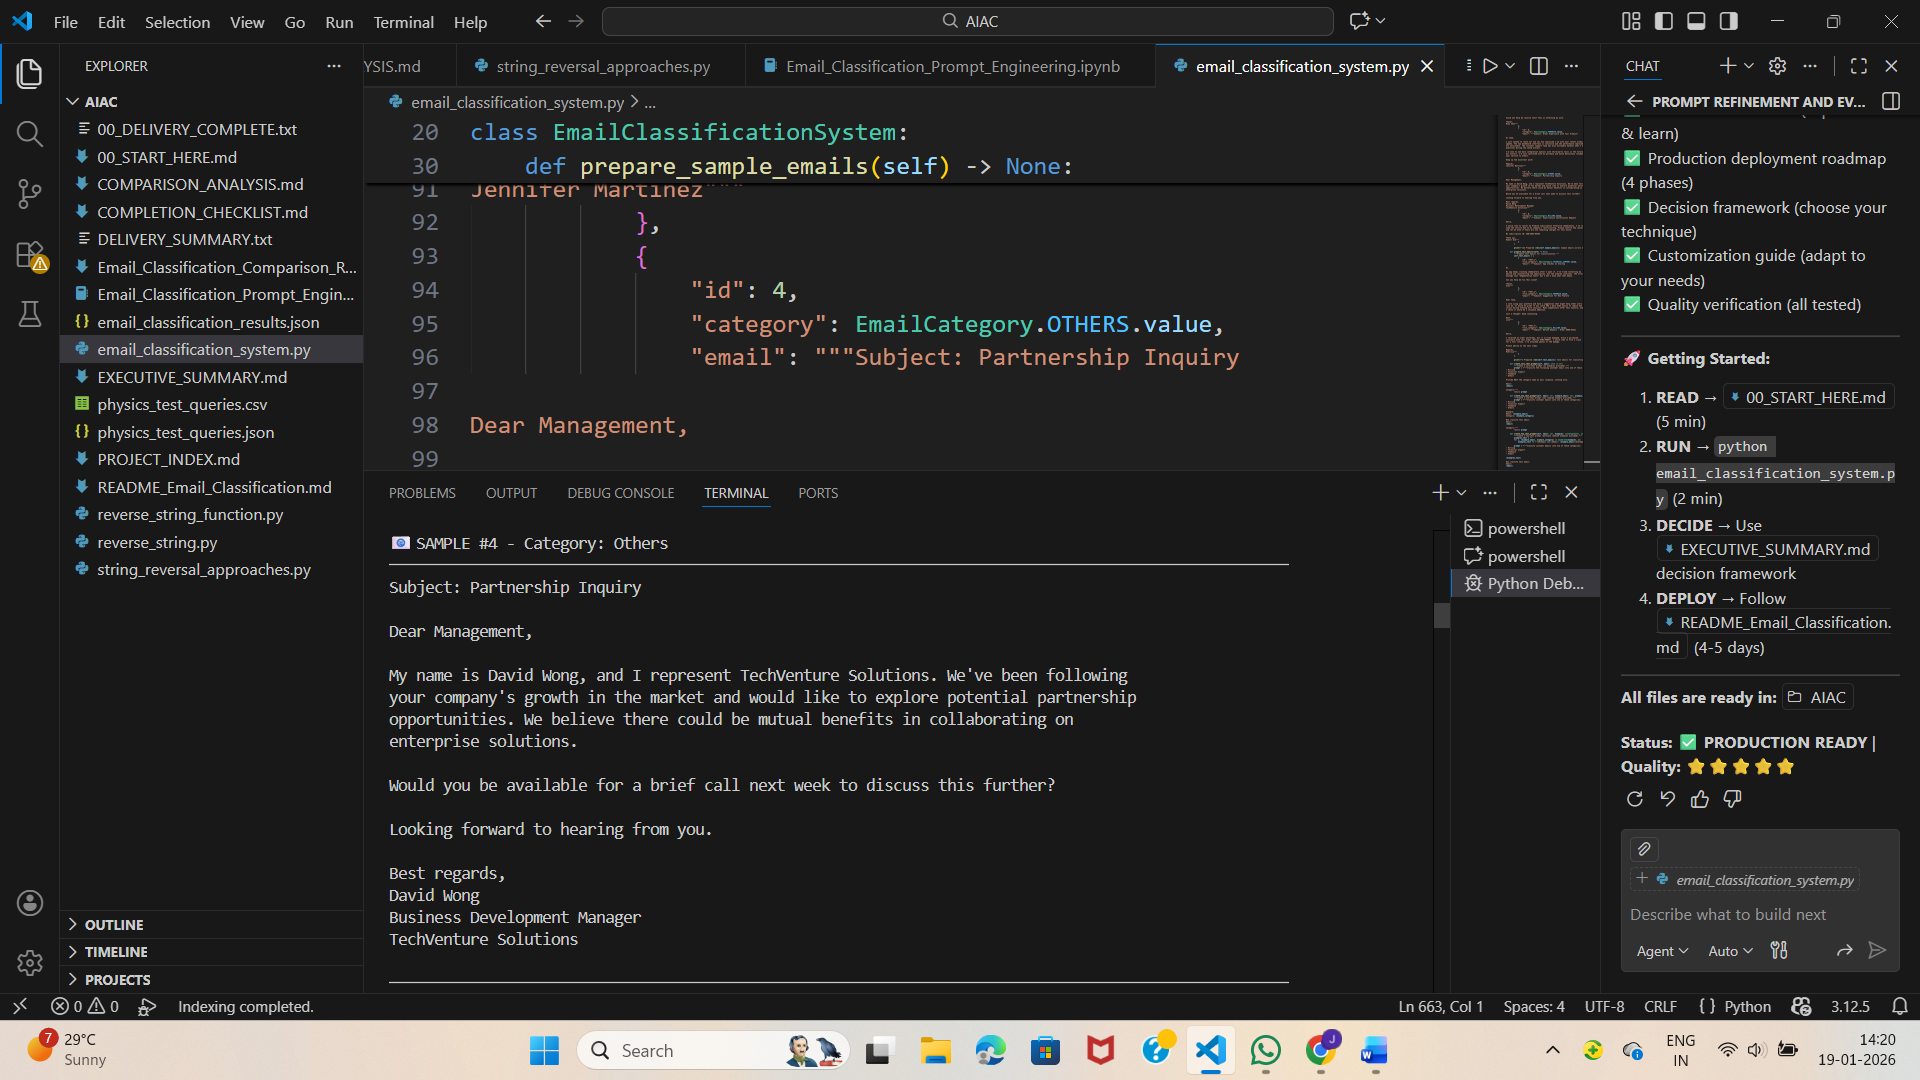 File Edit Selection View Go Run Terminal Help
AIAC
EXPLORER
AIAC
00_DELIVERY_COMPLETE.txt
00_START_HERE.md
COMPARISON_ANALYSIS.md
COMPLETION_CHECKLIST.md
DELIVERY_SUMMARY.txt
Email_Classification_Comparison_R...
Email_Classification_Prompt_Engin...
email_classification_results.json
email_classification_system.py
EXECUTIVE_SUMMARY.md
physics_test_queries.csv
physics_test_queries.json
PROJECT_INDEX.md
README_Email_Classification.md
reverse_string_function.py
reverse_string.py
string_reversal_approaches.py
OUTLINE
TIMELINE
PROJECTS
YSIS.md string_reversal_approaches.py Email_Classification_Prompt_Engineering.ipynb email_classification_system.py
email_classification_system.py > ...
20 class EmailClassificationSystem:
30 def prepare_sample_emails(self) -> None:
91 Jennifer Martinez"""
92 },
93 {
94 "id": 4,
95 "category": EmailCategory.OTHERS.value,
96 "email": """Subject: Partnership Inquiry
97
98 Dear Management,
99
PROBLEMS OUTPUT DEBUG CONSOLE TERMINAL PORTS
SAMPLE #4 - Category: Others
Subject: Partnership Inquiry
Dear Management,
My name is David Wong, and I represent TechVenture Solutions. We've been following
your company's growth in the market and would like to explore potential partnership
opportunities. We believe there could be mutual benefits in collaborating on
enterprise solutions.
Would you be available for a brief call next week to discuss this further?
Looking forward to hearing from you.
Best regards,
David Wong
Business Development Manager
TechVenture Solutions
powershell
powershell
Python Deb...
CHAT
PROMPT REFINEMENT AND EV...
& learn)
✅ Production deployment roadmap
(4 phases)
✅ Decision framework (choose your
technique)
✅ Customization guide (adapt to
your needs)
✅ Quality verification (all tested)
🚀 Getting Started:
1. READ → 00_START_HERE.md
(5 min)
2. RUN → python
email_classification_system.p
y (2 min)
3. DECIDE → Use
EXECUTIVE_SUMMARY.md
decision framework
4. DEPLOY → Follow
README_Email_Classification.
md (4-5 days)
All files are ready in: AIAC
Status: ✅ PRODUCTION READY |
Quality: ⭐⭐⭐⭐⭐
email_classification_system.py
Describe what to build next
Agent Auto
0 0 Indexing completed. Ln 663, Col 1 Spaces: 4 UTF-8 CRLF {} Python 3.12.5
7 29°C
Sunny
Search
J
ENG
IN
14:20
19-01-2026